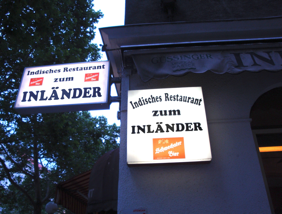 Indisches Restaurant
zum
INLÄNDER
Indisches Restaurant
zum
INLÄNDER